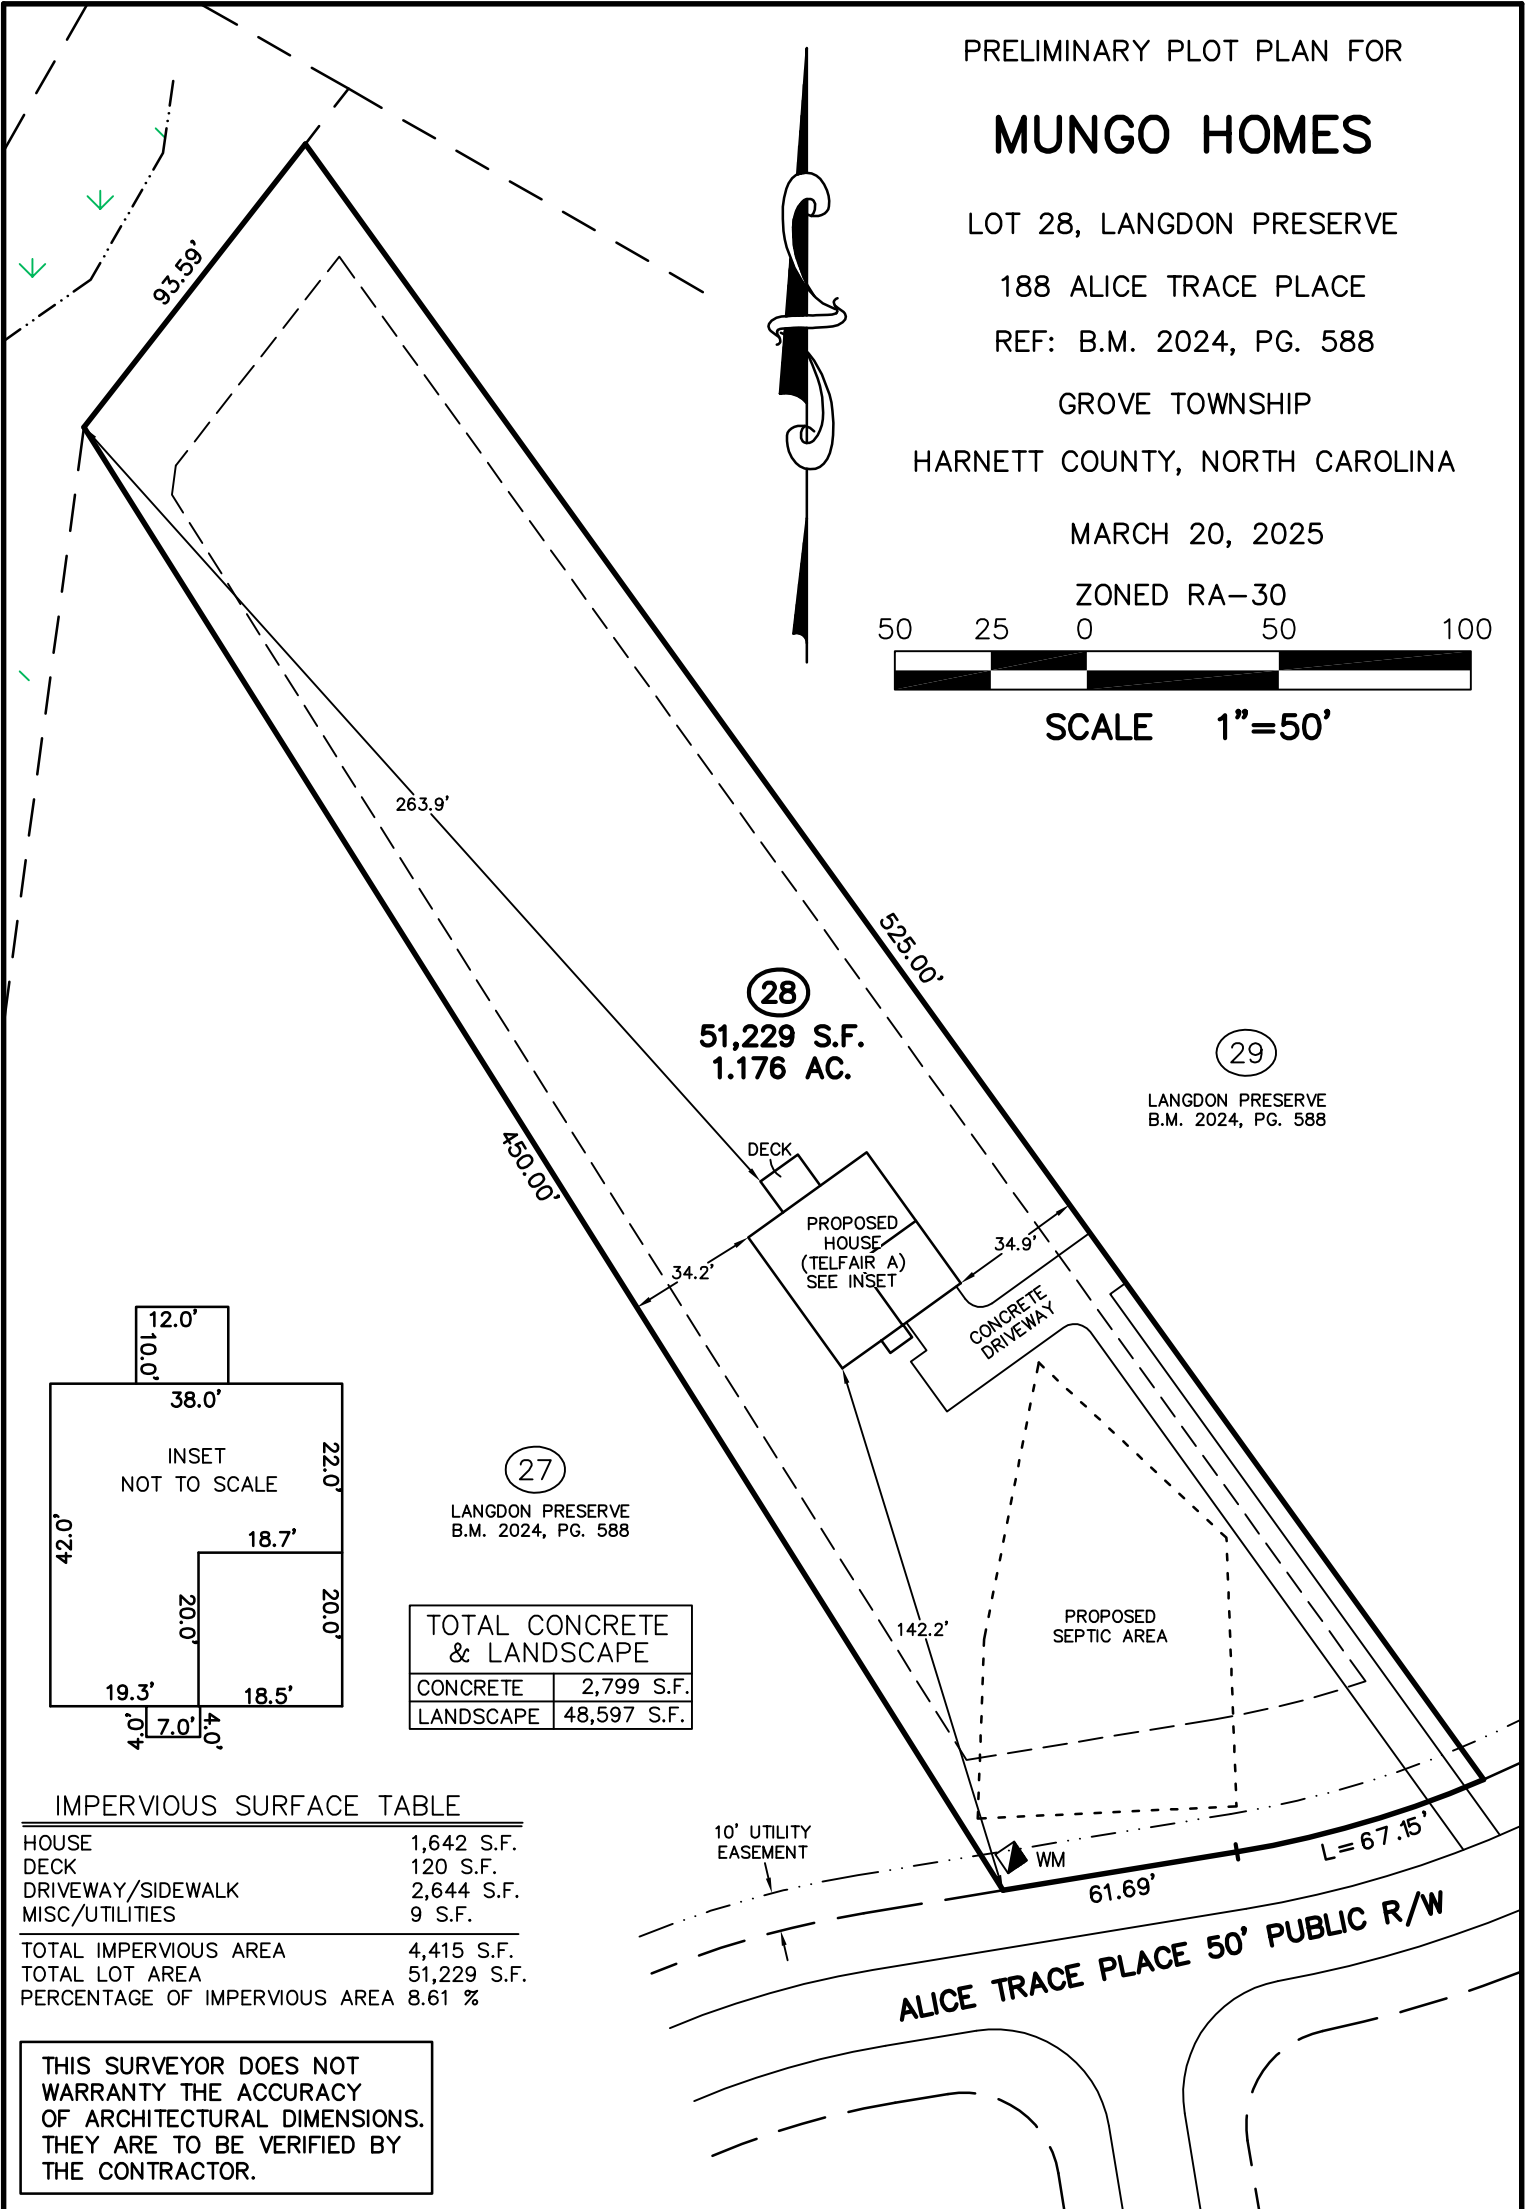 PRELIMINARY PLOT PLAN FOR
MUNGO HOMES
LOT 28, LANGDON PRESERVE
188 ALICE TRACE PLACE
REF: B.M. 2024, PG. 588
GROVE TOWNSHIP
HARNETT COUNTY, NORTH CAROLINA
MARCH 20, 2025
ZONED RA-30
50 25 0 50 100
SCALE 1"=50'
93.59'
263.9'
525.00'
28
51,229 S.F.
1.176 AC.
29
LANGDON PRESERVE
B.M. 2024, PG. 588
450.00'
DECK
PROPOSED
HOUSE
(TELFAIR A)
SEE INSET
34.2'
34.9'
CONCRETE
DRIVEWAY
12.0'
10.0'
38.0'
INSET
NOT TO SCALE
22.0'
42.0'
18.7'
20.0'
20.0'
19.3'
18.5'
4.0'
7.0'
4.0'
27
LANGDON PRESERVE
B.M. 2024, PG. 588
TOTAL CONCRETE
& LANDSCAPE
CONCRETE 2,799 S.F.
LANDSCAPE 48,597 S.F.
142.2'
PROPOSED
SEPTIC AREA
IMPERVIOUS SURFACE TABLE
HOUSE 1,642 S.F.
DECK 120 S.F.
DRIVEWAY/SIDEWALK 2,644 S.F.
MISC/UTILITIES 9 S.F.
TOTAL IMPERVIOUS AREA 4,415 S.F.
TOTAL LOT AREA 51,229 S.F.
PERCENTAGE OF IMPERVIOUS AREA 8.61 %
10' UTILITY
EASEMENT
WM
61.69'
L=67.15'
ALICE TRACE PLACE 50' PUBLIC R/W
THIS SURVEYOR DOES NOT
WARRANTY THE ACCURACY
OF ARCHITECTURAL DIMENSIONS.
THEY ARE TO BE VERIFIED BY
THE CONTRACTOR.